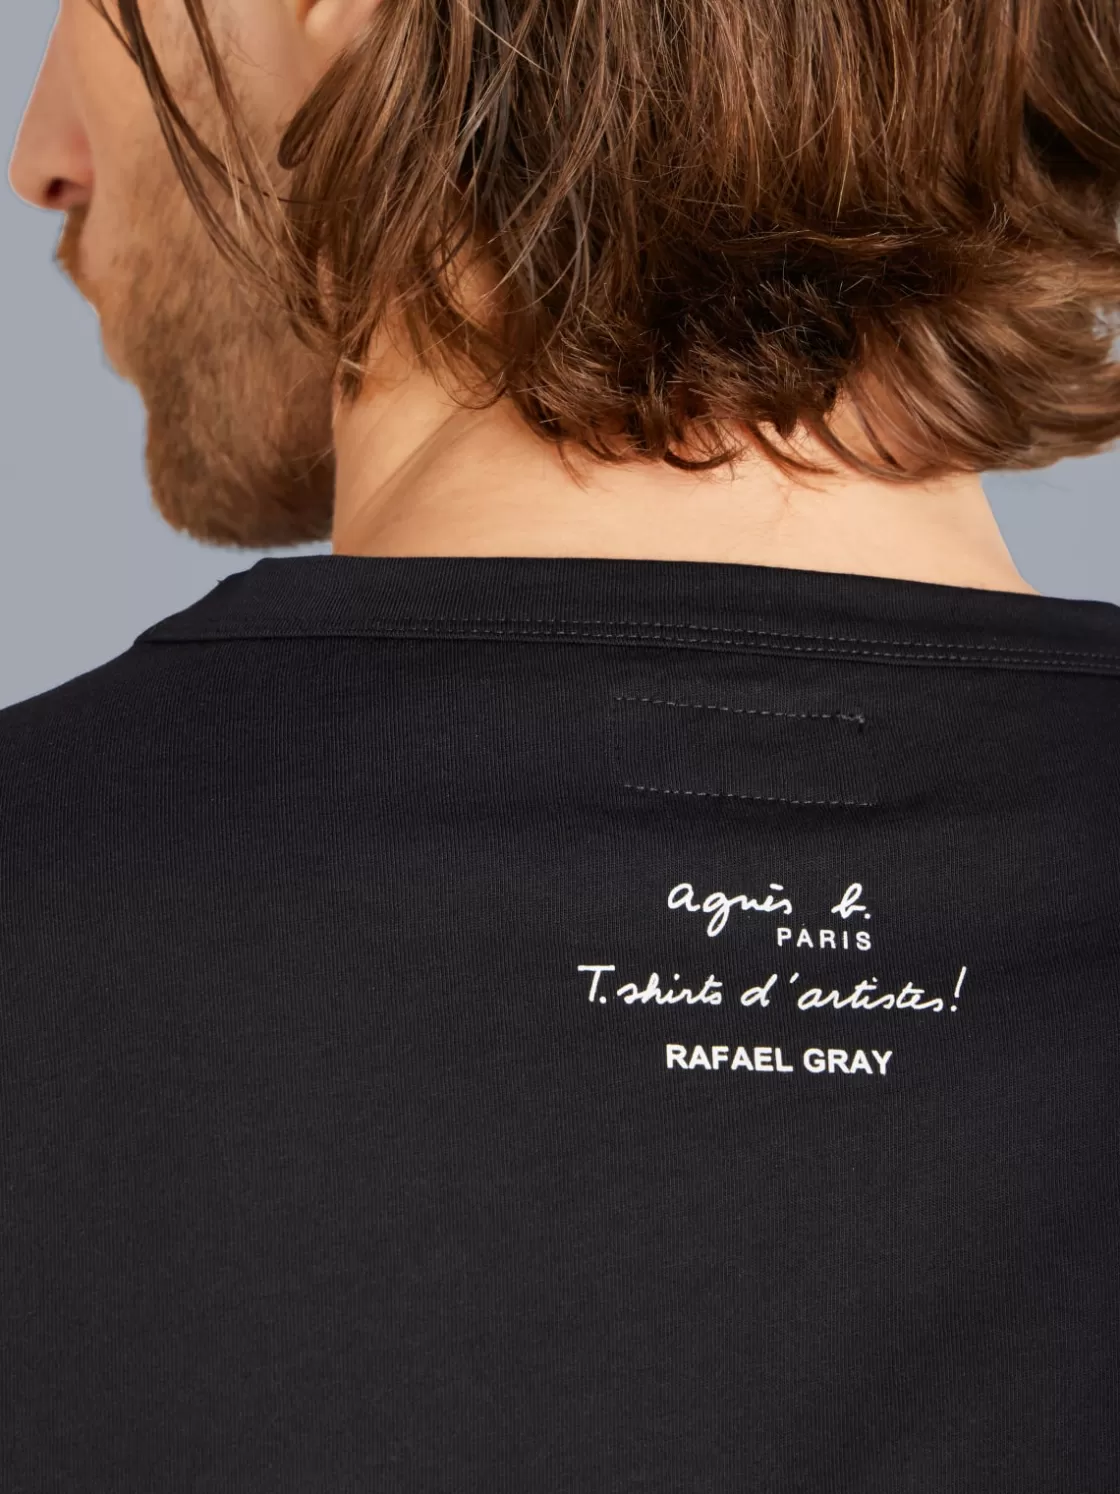 agnès b.
PARIS
T. shirts d'artistes!
RAFAEL GRAY